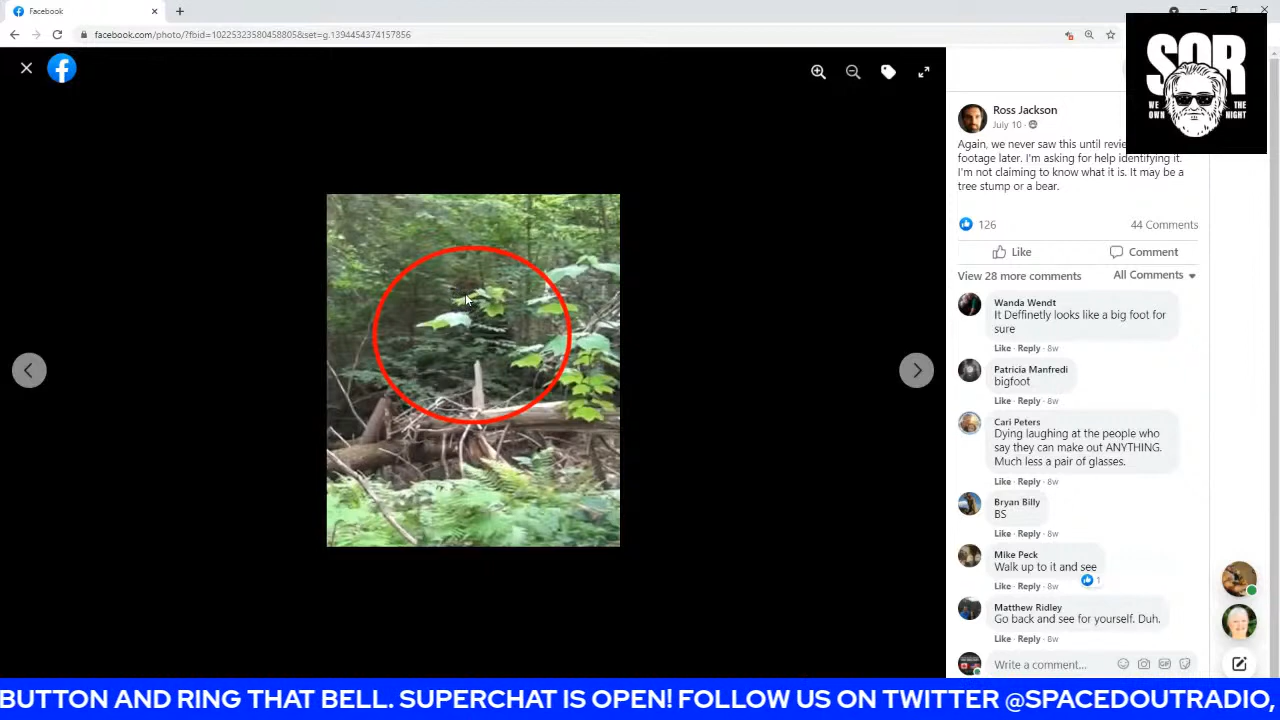 Facebook
facebook.com/photo/?fbid=10225323580458805&set=g.1394454374157856
SOR
WE THE
OWN NIGHT
Ross Jackson
July 10
Again, we never saw this until revie
footage later. I'm asking for help identifying it.
I'm not claiming to know what it is. It may be a
tree stump or a bear.
126
44 Comments
Like
Comment
View 28 more comments
All Comments
Wanda Wendt
It Deffinetly looks like a big foot for
sure
Like · Reply · 8w
Patricia Manfredi
bigfoot
Like · Reply · 8w
Cari Peters
Dying laughing at the people who
say they can make out ANYTHING.
Much less a pair of glasses.
Like · Reply · 8w
Bryan Billy
BS
Like · Reply · 8w
Mike Peck
Walk up to it and see
1
Like · Reply · 8w
Matthew Ridley
Go back and see for yourself. Duh.
Like · Reply · 8w
Write a comment...
BUTTON AND RING THAT BELL. SUPERCHAT IS OPEN! FOLLOW US ON TWITTER @SPACEDOUTRADIO,